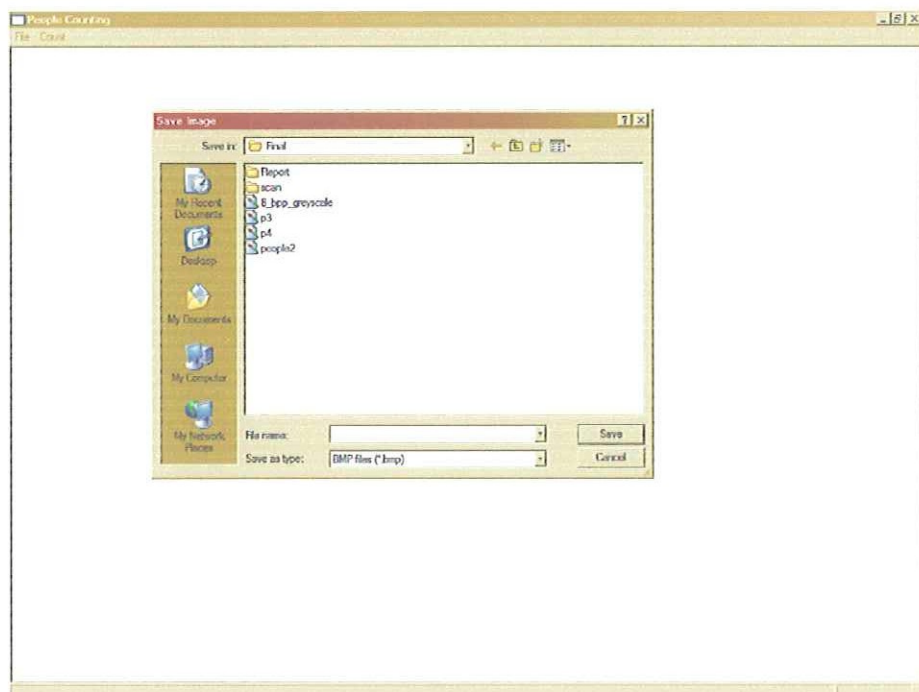 People Counting
File Count
Save image
Save in: Final
Report
scan
8_bpp_greyscale
p3
p4
people2
My Recent
Documents
Desktop
My Documents
My Computer
My Network
Places
File name:
Save
Save as type: BMP files (*.bmp)
Cancel